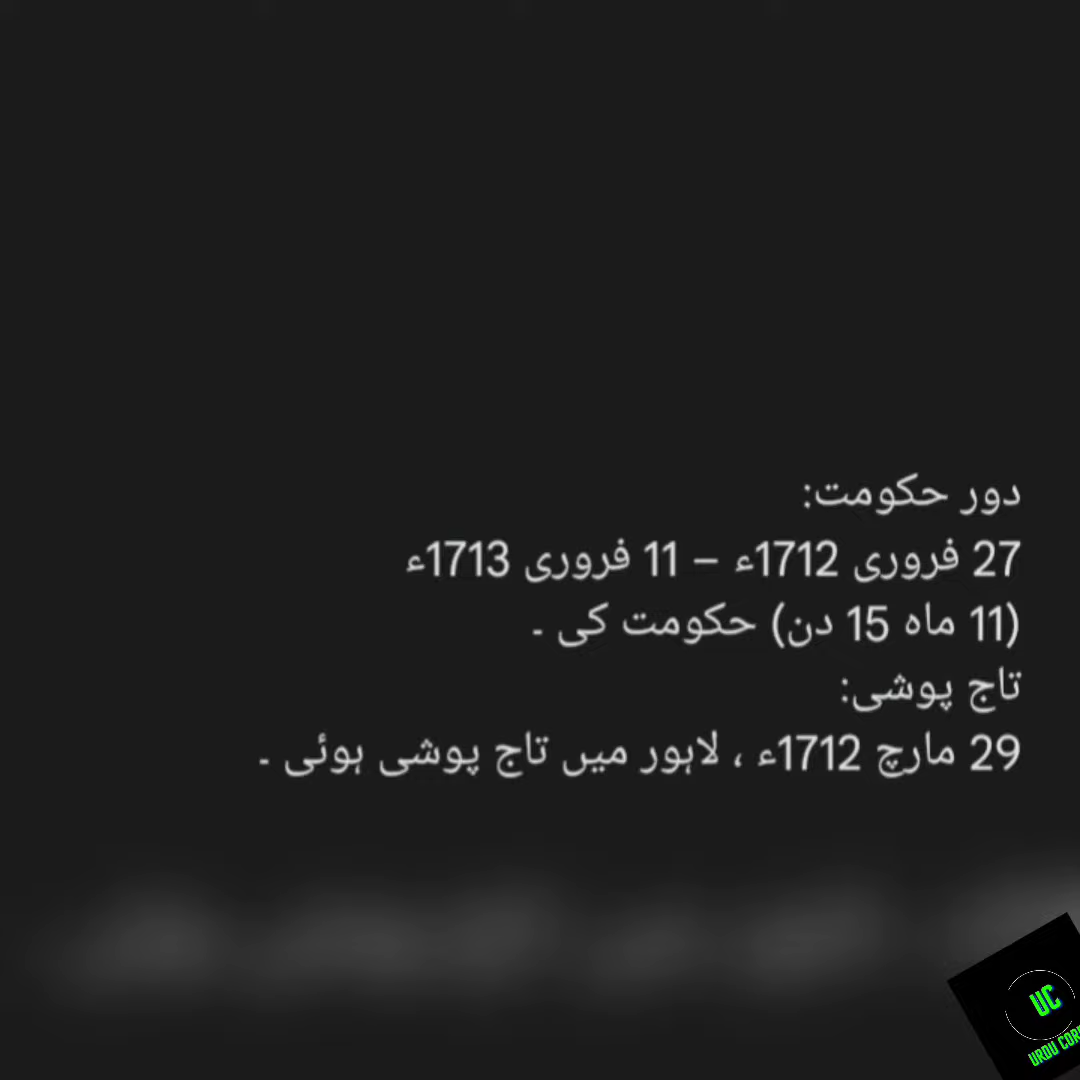 دور حکومت:
27 فروری 1712ء – 11 فروری 1713ء
(11 ماہ 15 دن) حکومت کی ۔
تاج پوشی:
29 مارچ 1712ء ، لاہور میں تاج پوشی ہوئی ۔
UC
URDU